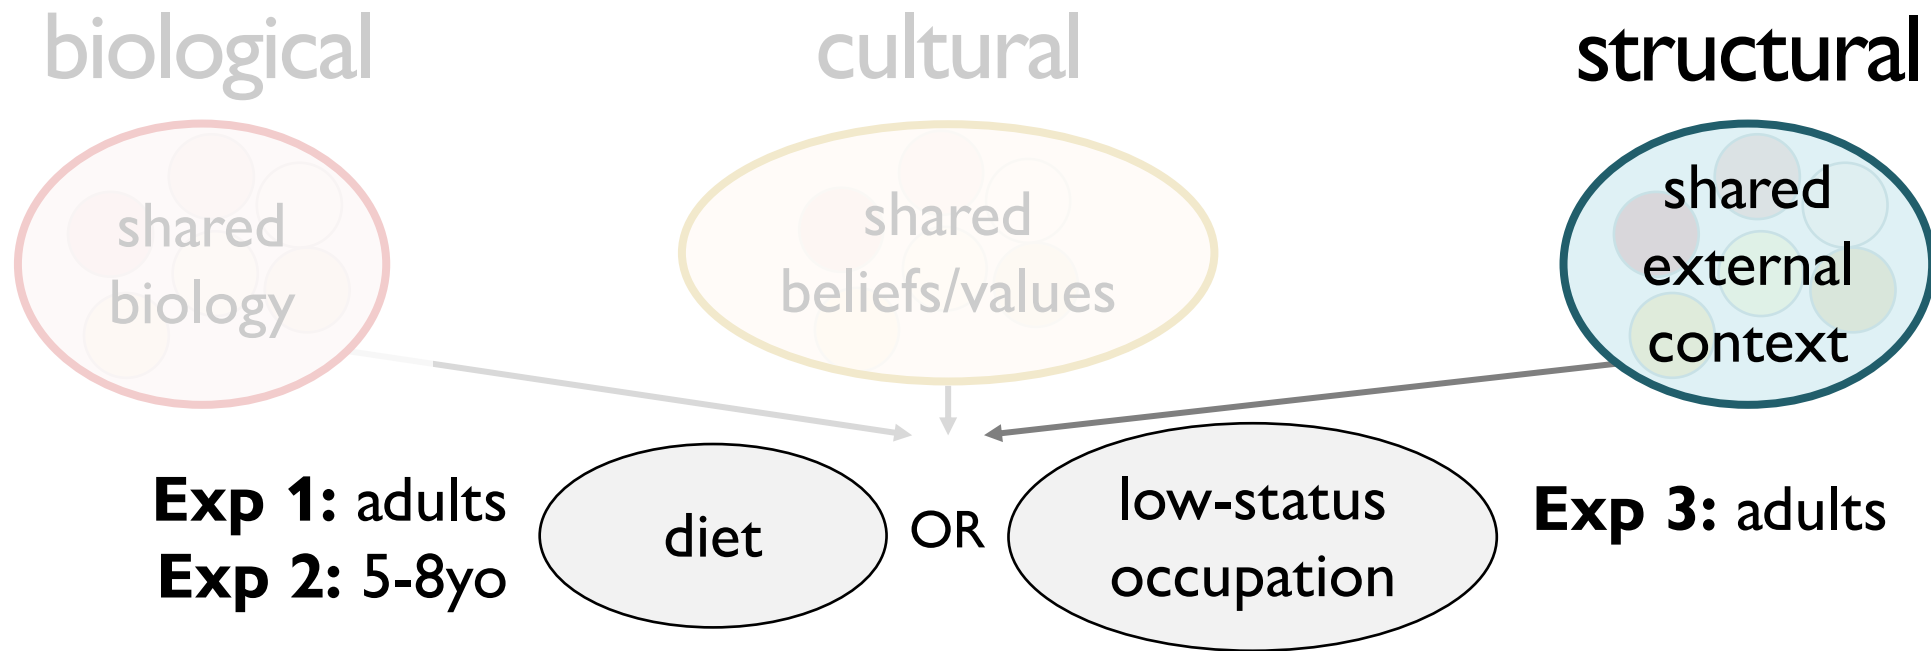 biological
cultural
structural
shared
biology
shared
beliefs/values
shared
external
context
Exp 1: adults
Exp 2: 5-8yo
diet
OR
low-status
occupation
Exp 3: adults